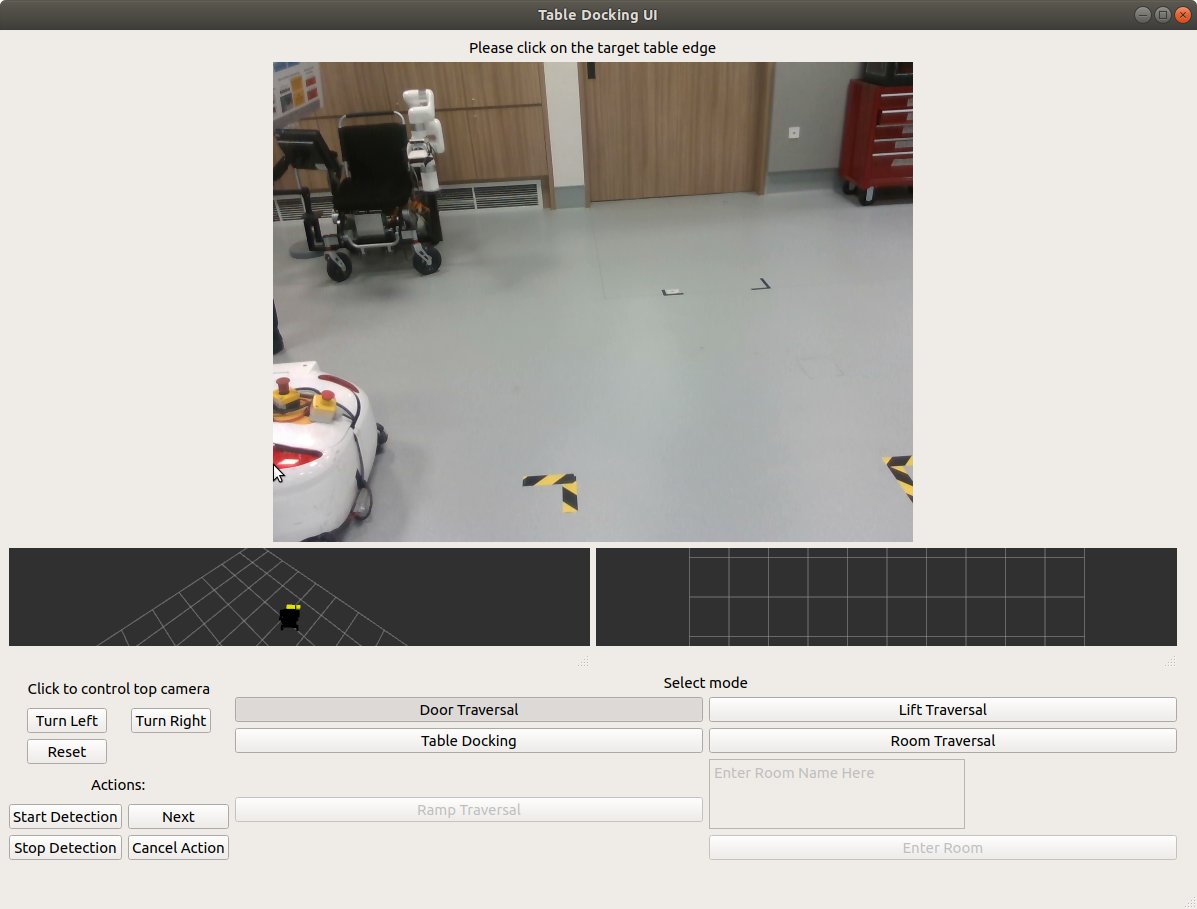 Table Docking UI
Please click on the target table edge
Click to control top camera
Turn Left
Turn Right
Reset
Actions:
Start Detection
Next
Stop Detection
Cancel Action
Select mode
Door Traversal
Lift Traversal
Table Docking
Room Traversal
Enter Room Name Here
Ramp Traversal
Enter Room